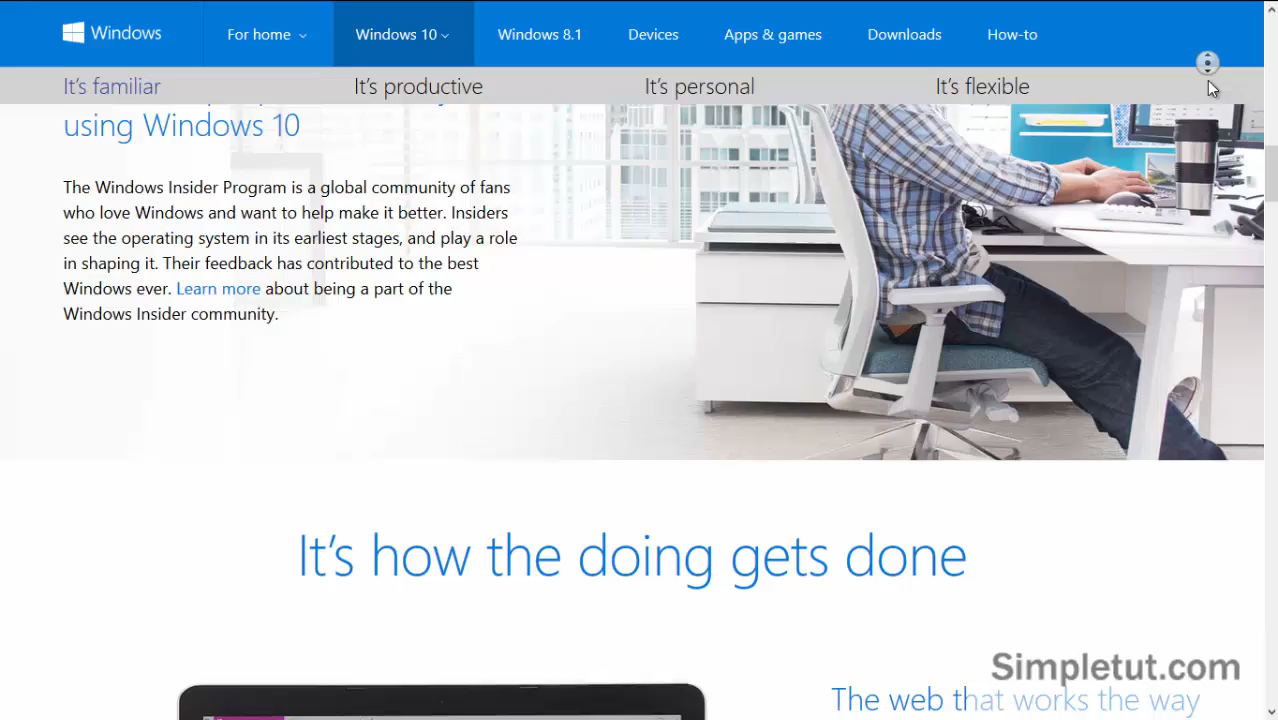 Windows
For home
Windows 10
Windows 8.1
Devices
Apps & games
Downloads
How-to
It's familiar
It's productive
It's personal
It's flexible
using Windows 10
The Windows Insider Program is a global community of fans
who love Windows and want to help make it better. Insiders
see the operating system in its earliest stages, and play a role
in shaping it. Their feedback has contributed to the best
Windows ever. Learn more about being a part of the
Windows Insider community.
It's how the doing gets done
Simpletut.com
The web that works the way